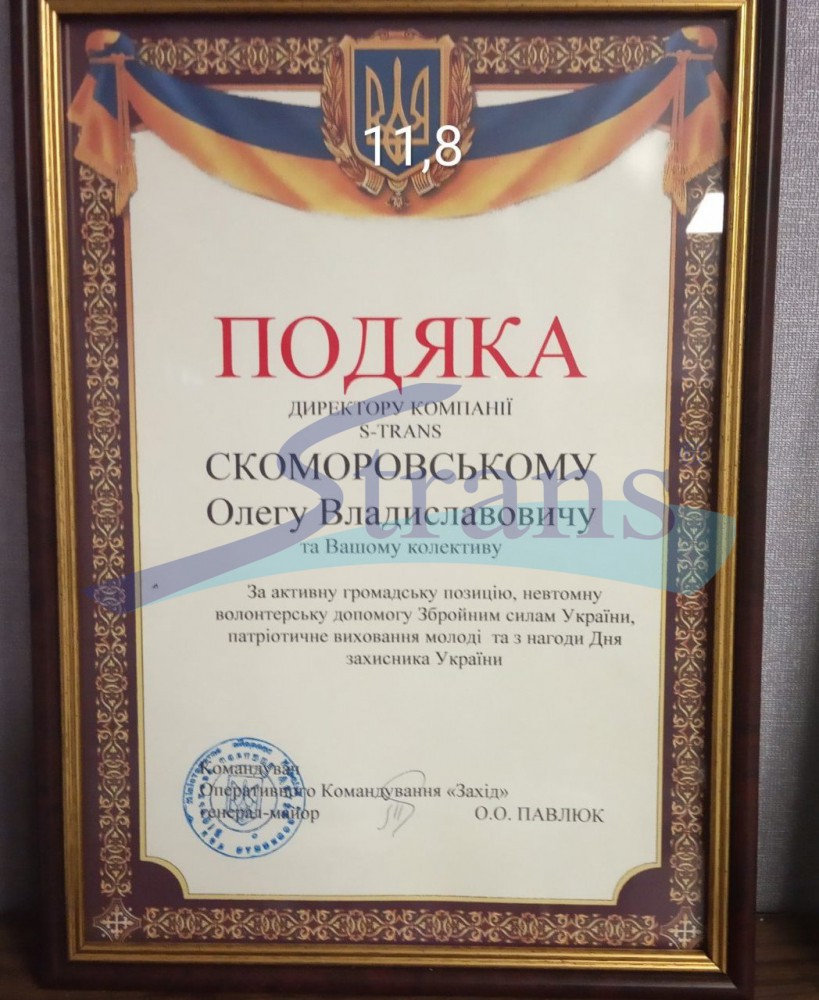 11,8
ПОДЯКА
ДИРЕКТОРУ КОМПАНІЇ
S-TRANS
СКОМОРОВСЬКОМУ
Олегу Владиславовичу
та Вашому колективу
Strans
За активну громадську позицію, невтомну
волонтерську допомогу Збройним силам України,
патріотичне виховання молоді та з нагоди Дня
захисника України
Командувач
Оперативного Командування «Захід»
генерал-майор О.О. ПАВЛЮК